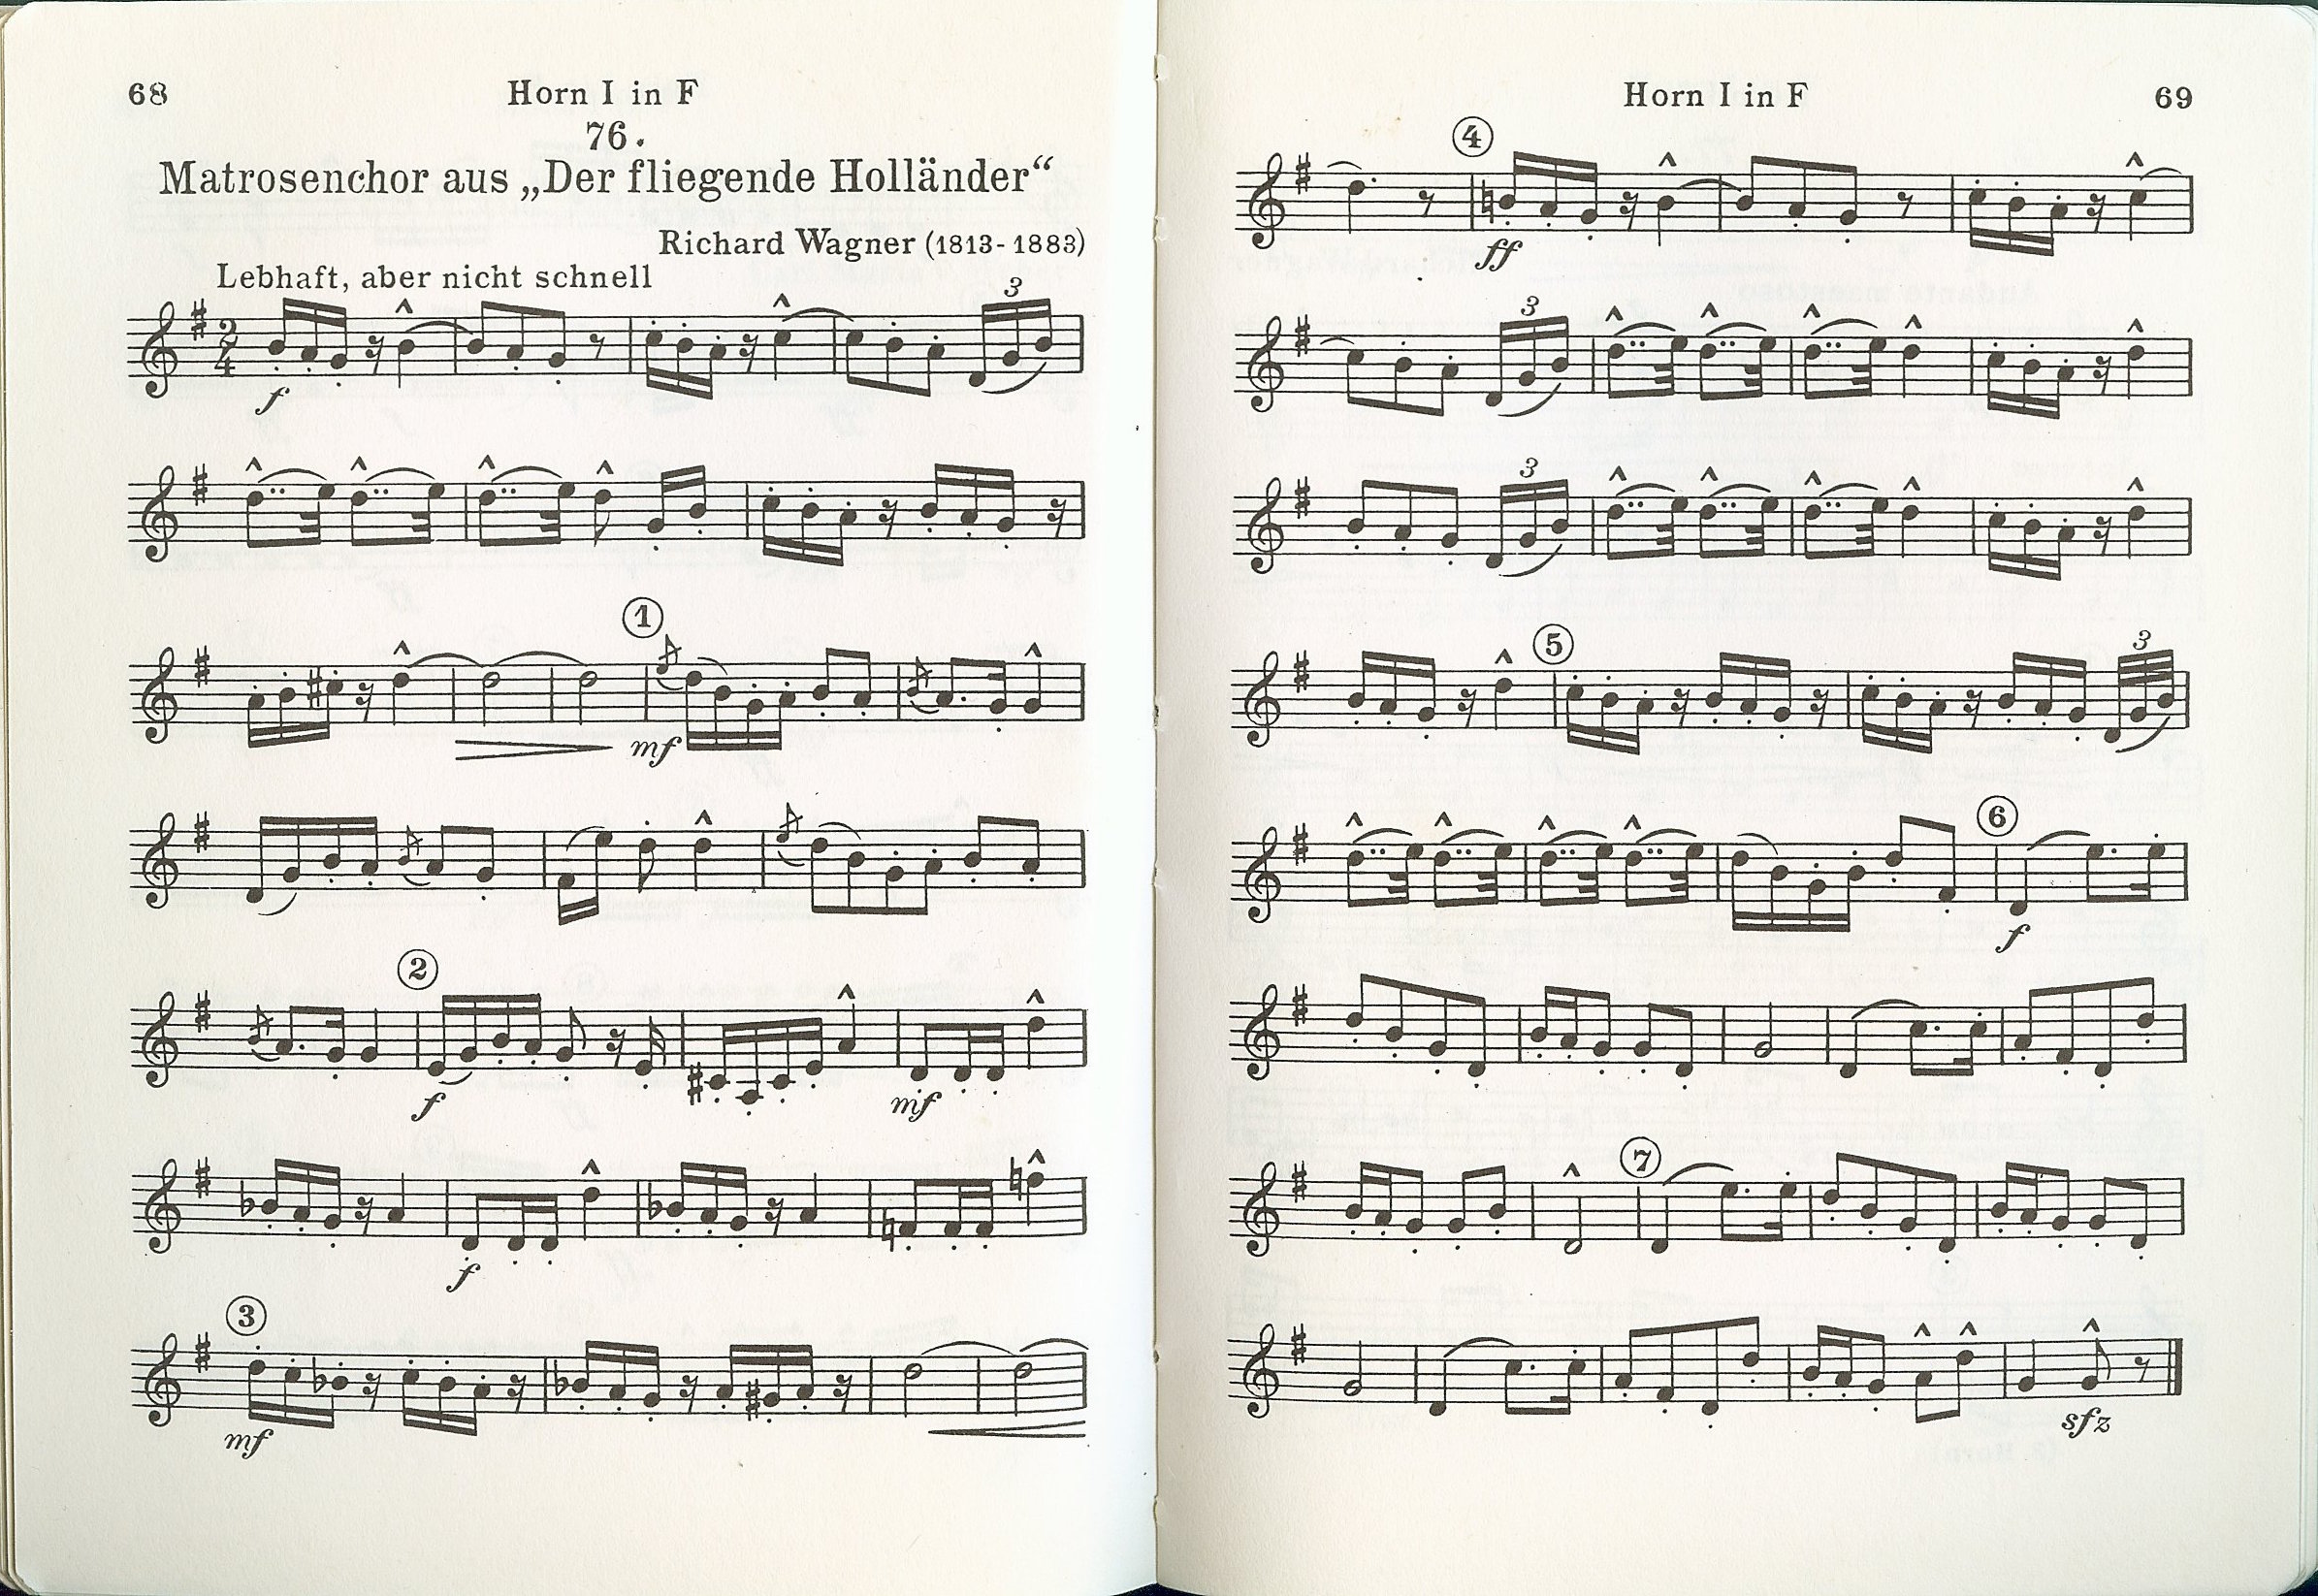 68
Horn I in F
76.
Matrosenchor aus „Der fliegende Holländer“
Richard Wagner (1813-1883)
Lebhaft, aber nicht schnell
3
2
4
f
1
mf
2
f
mf
f
3
mf
Horn I in F
69
4
ff
3
3
5
3
6
f
7
sfz